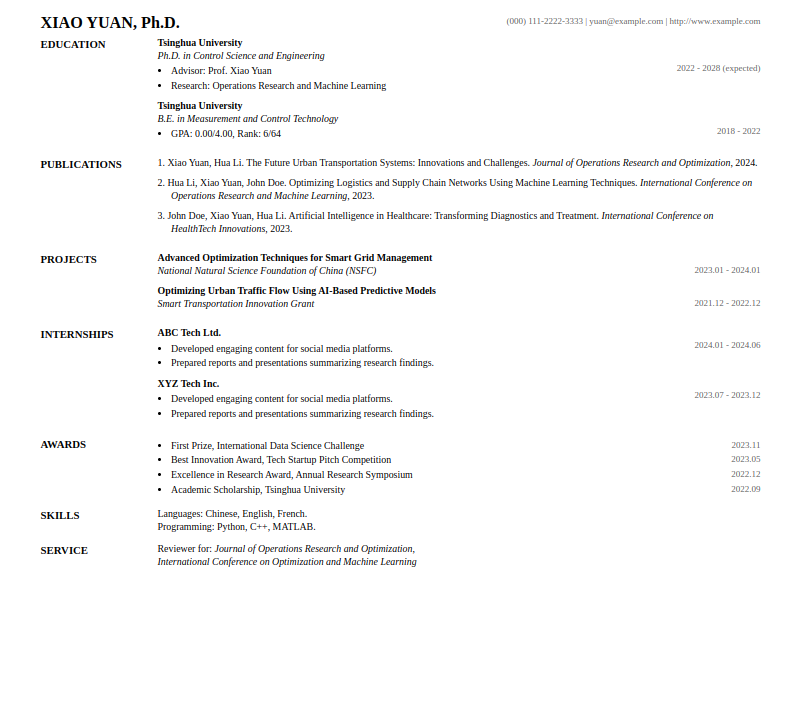 XIAO YUAN, Ph.D.
(000) 111-2222-3333 | yuan@example.com | http://www.example.com
EDUCATION
Tsinghua University
Ph.D. in Control Science and Engineering
2022 - 2028 (expected)
• Advisor: Prof. Xiao Yuan
• Research: Operations Research and Machine Learning
Tsinghua University
B.E. in Measurement and Control Technology
2018 - 2022
• GPA: 0.00/4.00, Rank: 6/64
PUBLICATIONS
1. Xiao Yuan, Hua Li. The Future Urban Transportation Systems: Innovations and Challenges. Journal of Operations Research and Optimization, 2024.
2. Hua Li, Xiao Yuan, John Doe. Optimizing Logistics and Supply Chain Networks Using Machine Learning Techniques. International Conference on
Operations Research and Machine Learning, 2023.
3. John Doe, Xiao Yuan, Hua Li. Artificial Intelligence in Healthcare: Transforming Diagnostics and Treatment. International Conference on
HealthTech Innovations, 2023.
PROJECTS
Advanced Optimization Techniques for Smart Grid Management
National Natural Science Foundation of China (NSFC)
2023.01 - 2024.01
Optimizing Urban Traffic Flow Using AI-Based Predictive Models
Smart Transportation Innovation Grant
2021.12 - 2022.12
INTERNSHIPS
ABC Tech Ltd.
2024.01 - 2024.06
• Developed engaging content for social media platforms.
• Prepared reports and presentations summarizing research findings.
XYZ Tech Inc.
2023.07 - 2023.12
• Developed engaging content for social media platforms.
• Prepared reports and presentations summarizing research findings.
AWARDS
• First Prize, International Data Science Challenge 2023.11
• Best Innovation Award, Tech Startup Pitch Competition 2023.05
• Excellence in Research Award, Annual Research Symposium 2022.12
• Academic Scholarship, Tsinghua University 2022.09
SKILLS
Languages: Chinese, English, French.
Programming: Python, C++, MATLAB.
SERVICE
Reviewer for: Journal of Operations Research and Optimization,
International Conference on Optimization and Machine Learning